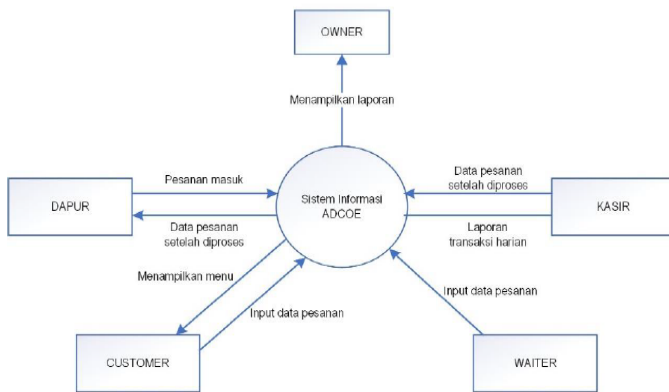 OWNER
Menampilkan laporan
Pesanan masuk
Data pesanan
setelah diproses
DAPUR
Sistem Informasi
ADCOE
KASIR
Data pesanan
setelah diproses
Laporan
transaksi harian
Menampilkan menu
Input data pesanan
Input data pesanan
CUSTOMER
WAITER